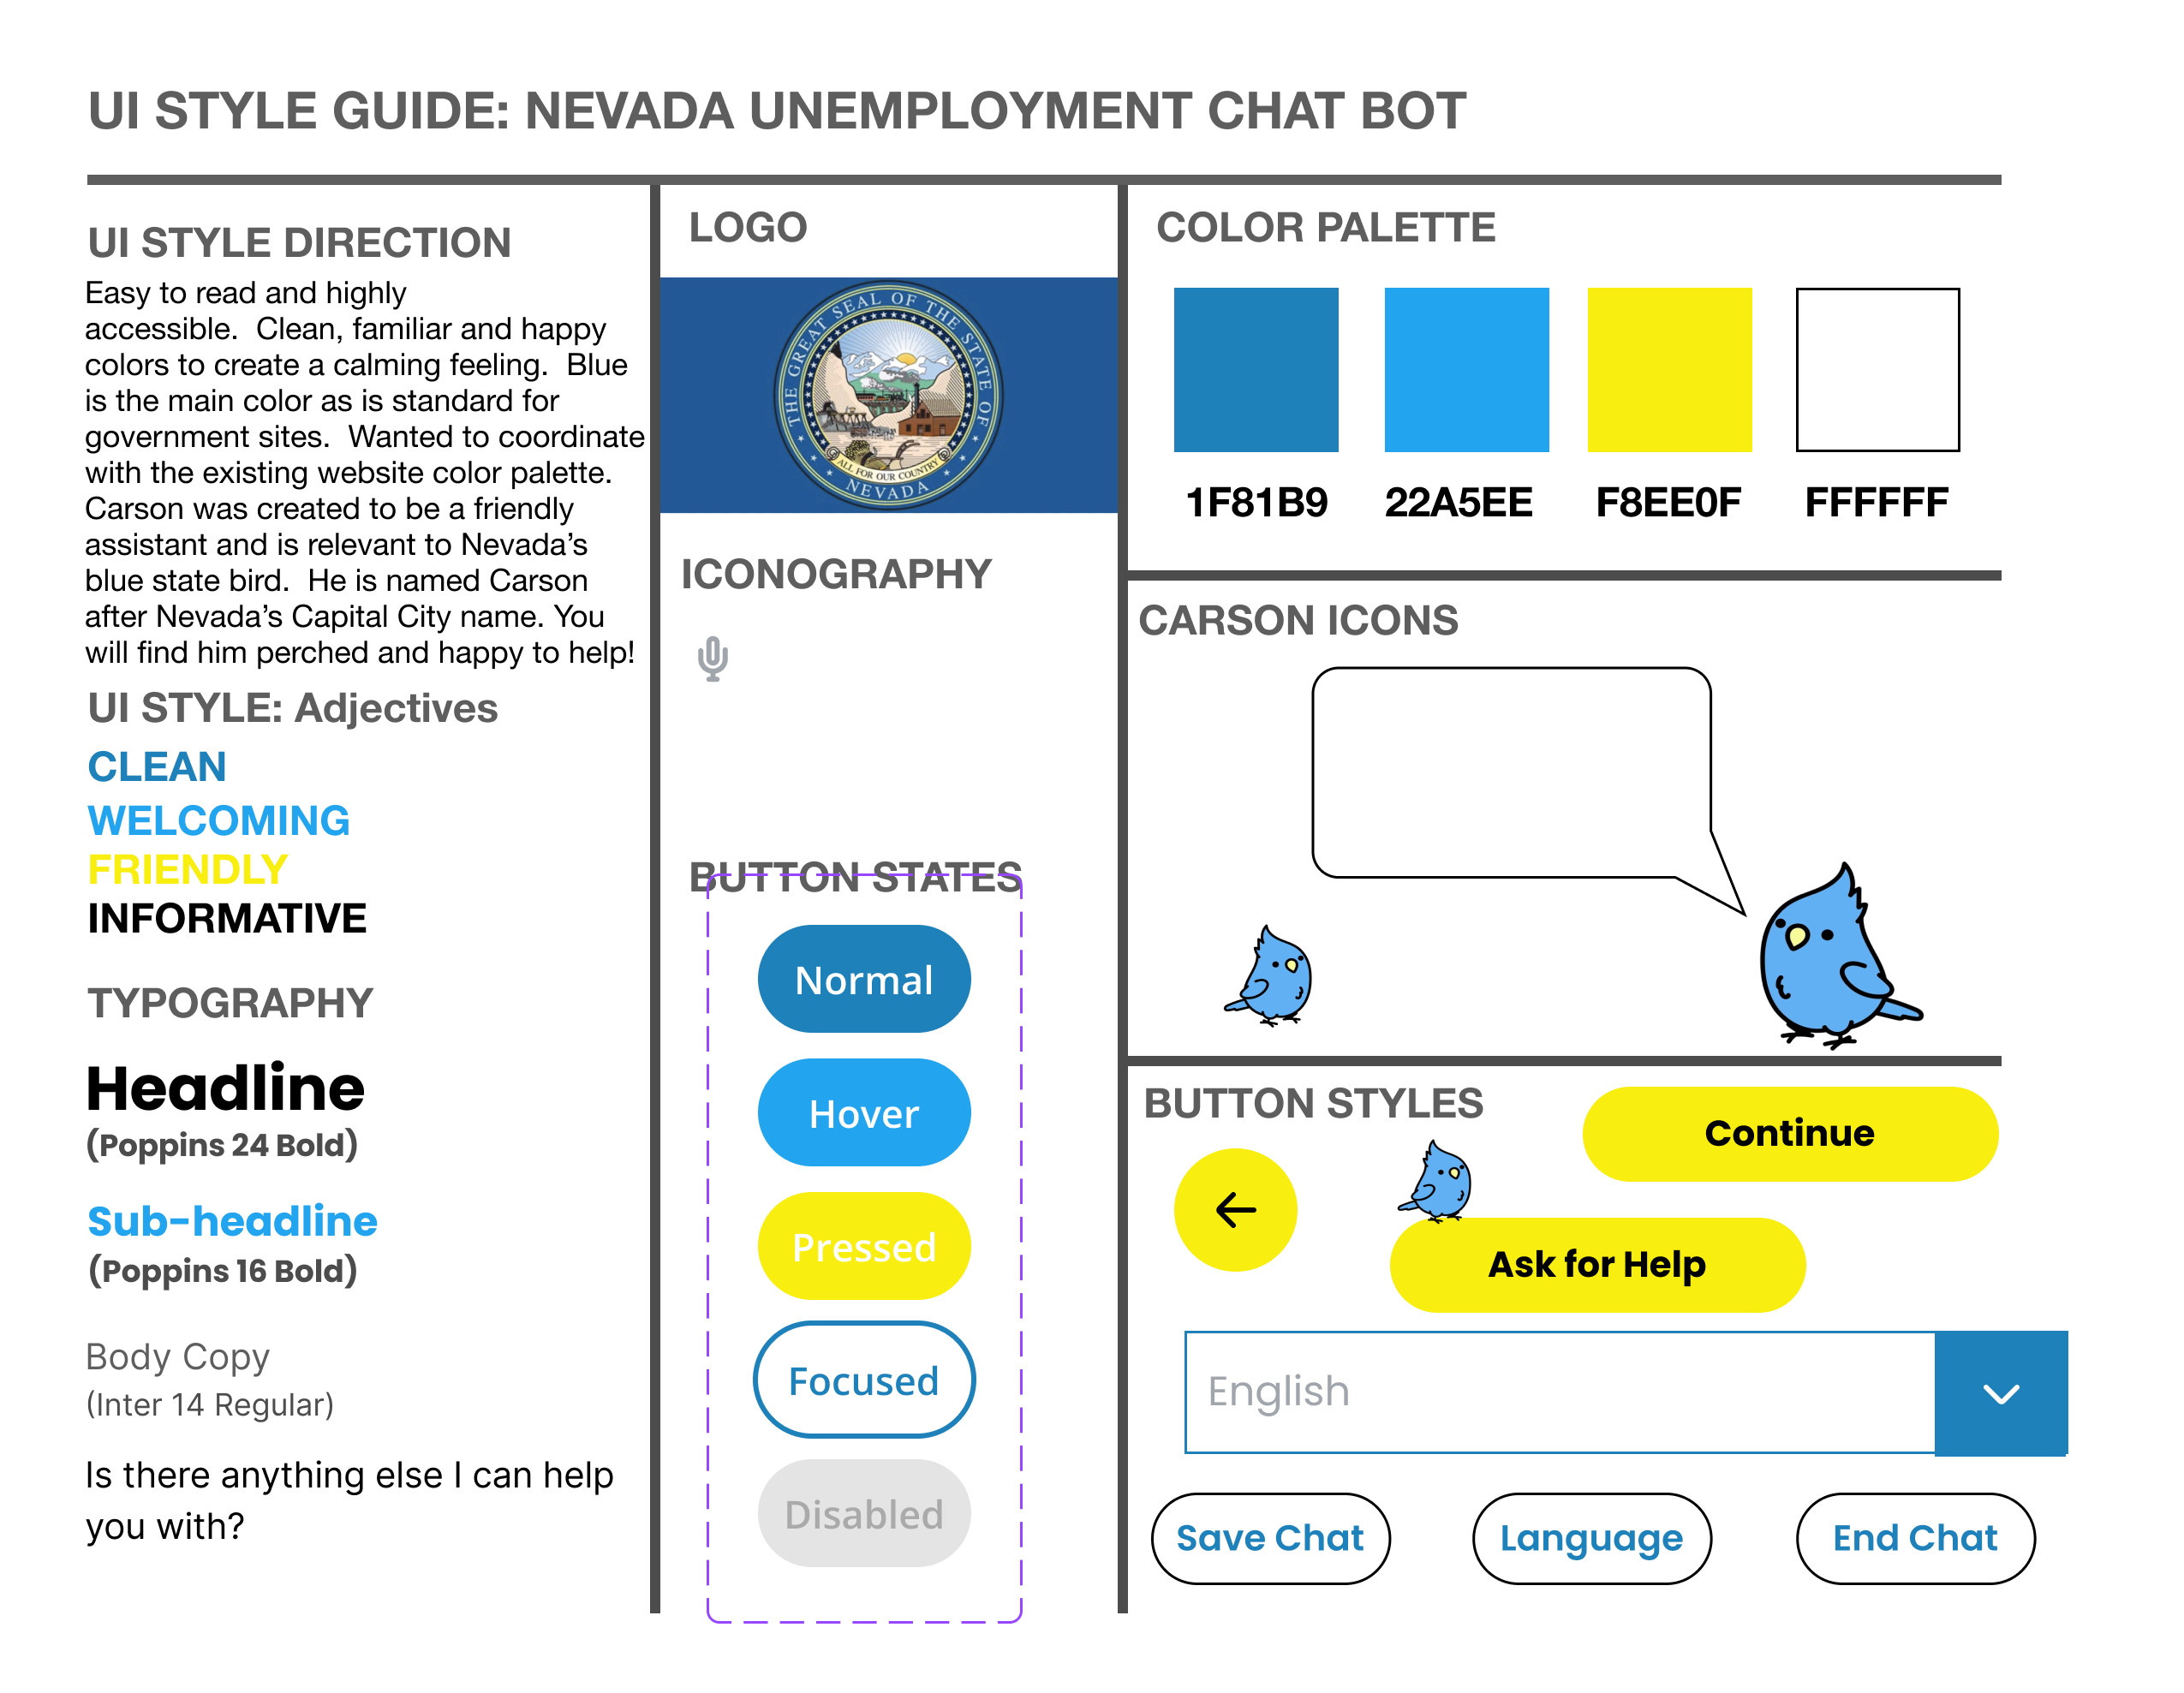 UI STYLE GUIDE: NEVADA UNEMPLOYMENT CHAT BOT
UI STYLE DIRECTION
Easy to read and highly
accessible.  Clean, familiar and happy
colors to create a calming feeling.  Blue
is the main color as is standard for
government sites.  Wanted to coordinate
with the existing website color palette.
Carson was created to be a friendly
assistant and is relevant to Nevada’s
blue state bird.  He is named Carson
after Nevada’s Capital City name. You
will find him perched and happy to help!
UI STYLE: Adjectives
CLEAN
WELCOMING
FRIENDLY
INFORMATIVE
TYPOGRAPHY
Headline
(Poppins 24 Bold)
Sub-headline
(Poppins 16 Bold)
Body Copy
(Inter 14 Regular)
Is there anything else I can help
you with?
LOGO
THE GREAT SEAL OF THE STATE OF
NEVADA
ALL FOR OUR COUNTRY
ICONOGRAPHY
BUTTON STATES
Normal
Hover
Pressed
Focused
Disabled
COLOR PALETTE
1F81B9
22A5EE
F8EE0F
FFFFFF
CARSON ICONS
BUTTON STYLES
Continue
Ask for Help
English
Save Chat
Language
End Chat